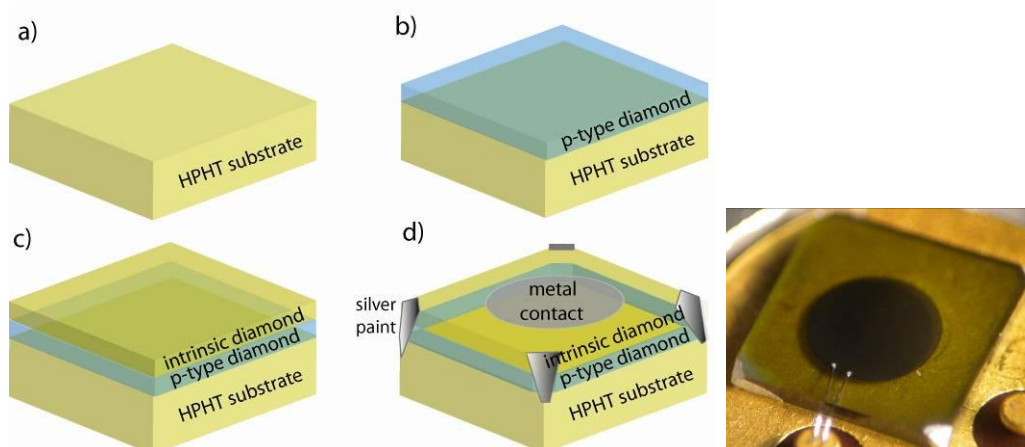 a)
HPHT substrate
b)
p-type diamond
HPHT substrate
c)
intrinsic diamond
p-type diamond
HPHT substrate
d)
silver
paint
metal
contact
intrinsic diamond
p-type diamond
HPHT substrate